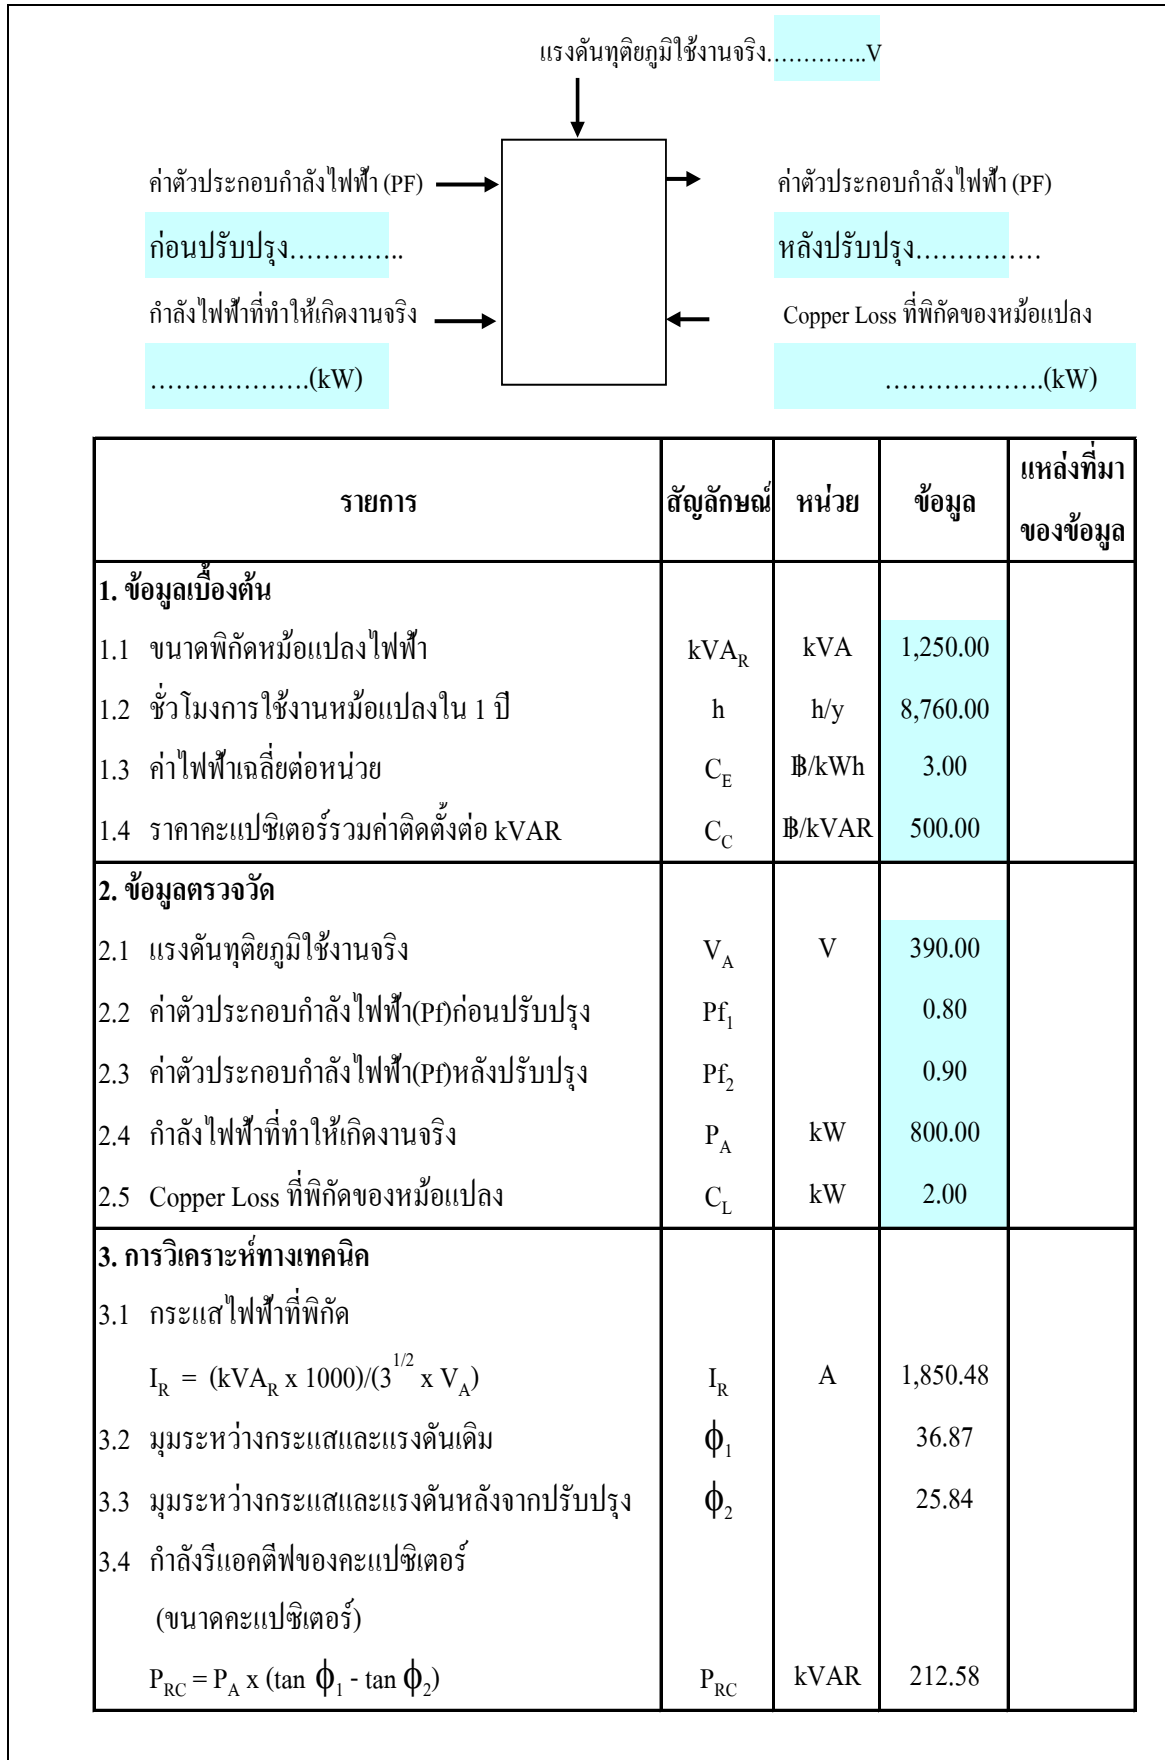 แรงดันทุติยภูมิใช้งานจริง…………..V
ค่าตัวประกอบกำลังไฟฟ้า (PF) ค่าตัวประกอบกำลังไฟฟ้า (PF)
ก่อนปรับปรุง………….. หลังปรับปรุง……………
กำลังไฟฟ้าที่ทำให้เกิดงานจริง Copper Loss ที่พิกัดของหม้อแปลง
……………….(kW) ……………….(kW)
รายการ สัญลักษณ์ หน่วย ข้อมูล แหล่งที่มา
ของข้อมูล
1. ข้อมูลเบื้องต้น
1.1 ขนาดพิกัดหม้อแปลงไฟฟ้า kVA_R kVA 1,250.00
1.2 ชั่วโมงการใช้งานหม้อแปลงใน 1 ปี h h/y 8,760.00
1.3 ค่าไฟฟ้าเฉลี่ยต่อหน่วย C_E ฿/kWh 3.00
1.4 ราคาคะแปซิเตอร์รวมค่าติดตั้งต่อ kVAR C_C ฿/kVAR 500.00
2. ข้อมูลตรวจวัด
2.1 แรงดันทุติยภูมิใช้งานจริง V_A V 390.00
2.2 ค่าตัวประกอบกำลังไฟฟ้า(Pf)ก่อนปรับปรุง Pf_1 0.80
2.3 ค่าตัวประกอบกำลังไฟฟ้า(Pf)หลังปรับปรุง Pf_2 0.90
2.4 กำลังไฟฟ้าที่ทำให้เกิดงานจริง P_A kW 800.00
2.5 Copper Loss ที่พิกัดของหม้อแปลง C_L kW 2.00
3. การวิเคราะห์ทางเทคนิค
3.1 กระแสไฟฟ้าที่พิกัด
I_R = (kVA_R x 1000)/(3^1/2 x V_A) I_R A 1,850.48
3.2 มุมระหว่างกระแสและแรงดันเดิม ϕ_1 36.87
3.3 มุมระหว่างกระแสและแรงดันหลังจากปรับปรุง ϕ_2 25.84
3.4 กำลังรีแอคตีฟของคะแปซิเตอร์
(ขนาดคะแปซิเตอร์)
P_RC = P_A x (tan ϕ_1 - tan ϕ_2) P_RC kVAR 212.58